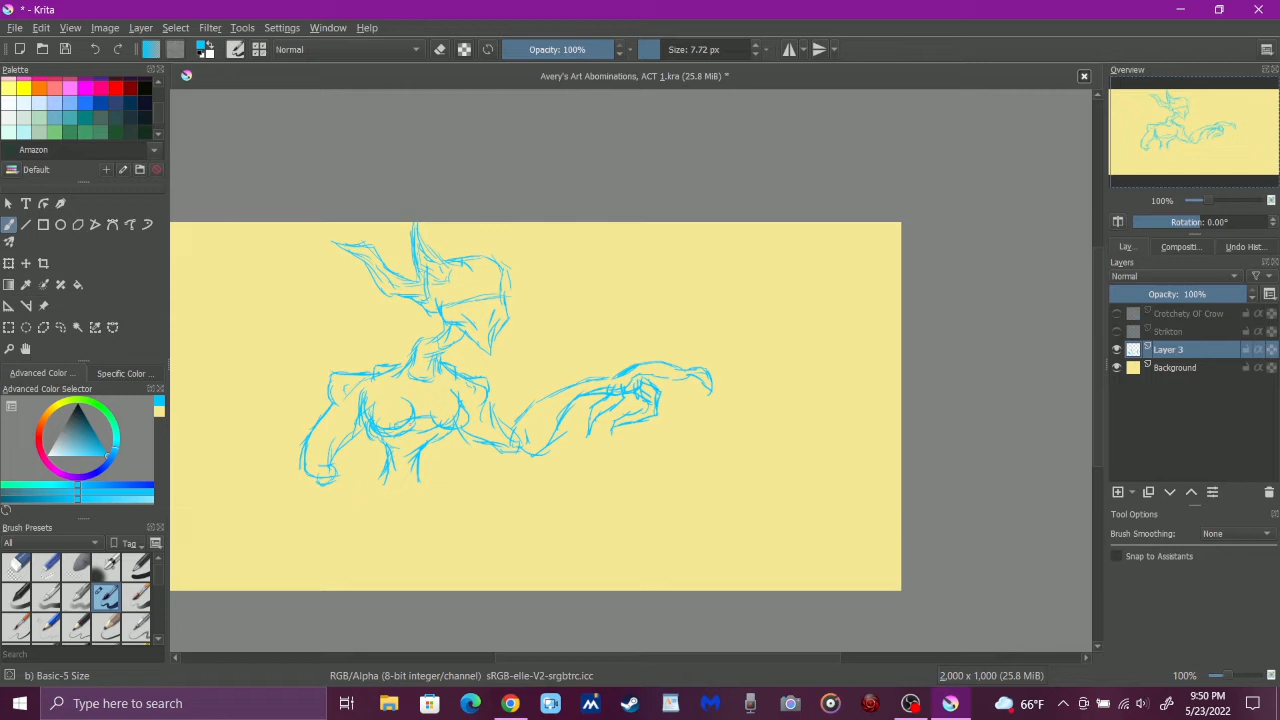 * - Krita
File Edit View Image Layer Select Filter Tools Settings Window Help
Normal Opacity: 100% Size: 7.72 px
Palette
Avery's Art Abominations, ACT 1.kra (25.8 MiB) *
Overview
Amazon
Default
100%
Rotation: 0.00°
Lay... Compositi... Undo Hist...
Layers
Normal
Opacity: 100%
Crotchety Ol' Crow
Strikton
Layer 3
Background
Advanced Color ... Specific Color ...
Advanced Color Selector
Tool Options
Brush Smoothing: None
Snap to Assistants
Brush Presets
All Tag
Search
b) Basic-5 Size RGB/Alpha (8-bit integer/channel) sRGB-elle-V2-srgbtrc.icc 2,000 x 1,000 (25.8 MiB) 100%
Type here to search 66°F 9:50 PM
5/23/2022